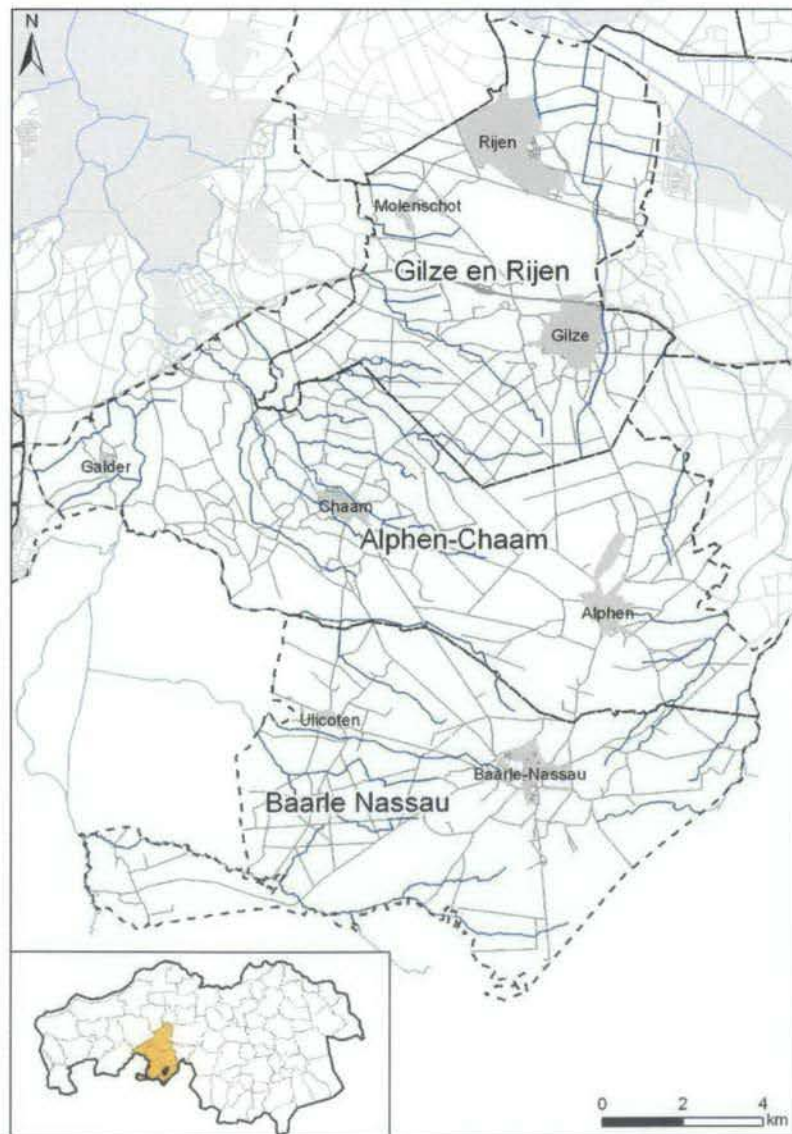 N
Rijen
Molenschot
Gilze en Rijen
Gilze
Galder
Chaam
Alphen-Chaam
Alphen
Ulicoten
Baarle-Nassau
Baarle Nassau
0 2 4
km